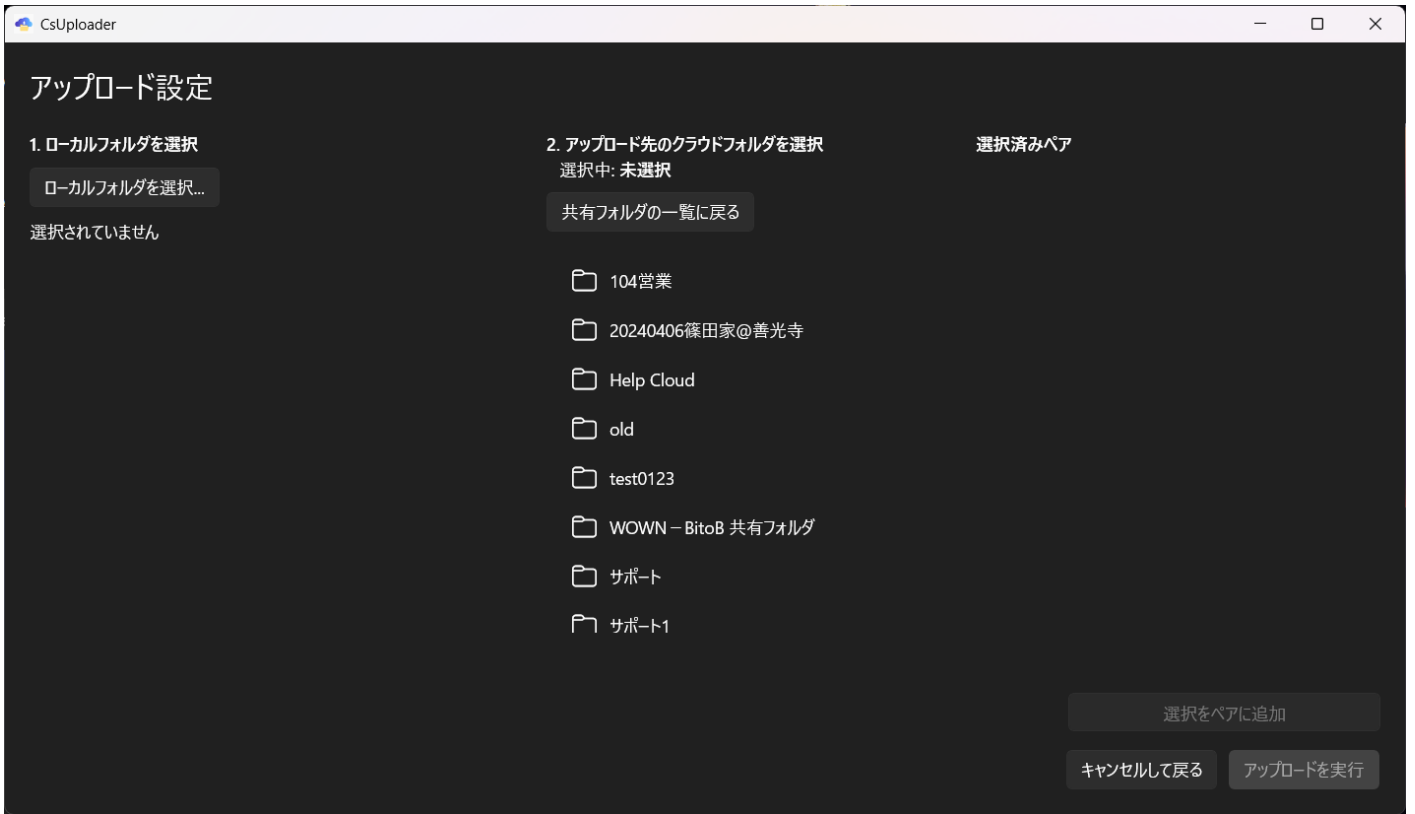 CsUploader
アップロード設定
1. ローカルフォルダを選択
ローカルフォルダを選択...
選択されていません
2. アップロード先のクラウドフォルダを選択
選択中: 未選択
共有フォルダの一覧に戻る
104営業
20240406篠田家@善光寺
Help Cloud
old
test0123
WOWN－BitoB 共有フォルダ
サポート
サポート1
選択済みペア
選択をペアに追加
キャンセルして戻る
アップロードを実行